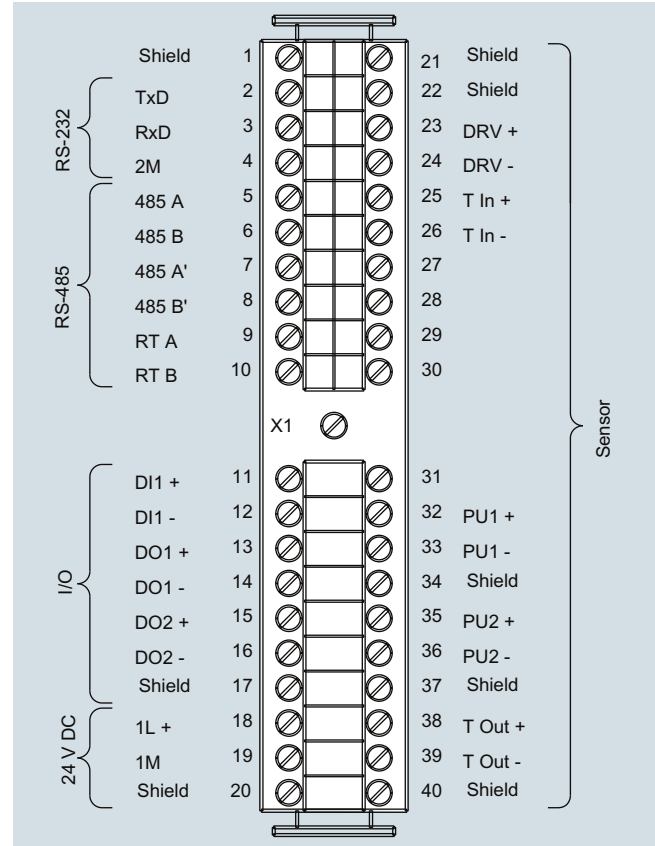 Shield 1 21 Shield
TxD 2 22 Shield
RxD 3 23 DRV +
2M 4 24 DRV -
485 A 5 25 T In +
485 B 6 26 T In -
485 A' 7 27
485 B' 8 28
RT A 9 29
RT B 10 30
RS-232
RS-485
X1
Sensor
DI1 + 11 31
DI1 - 12 32 PU1 +
DO1 + 13 33 PU1 -
DO1 - 14 34 Shield
DO2 + 15 35 PU2 +
DO2 - 16 36 PU2 -
Shield 17 37 Shield
1L + 18 38 T Out +
1M 19 39 T Out -
Shield 20 40 Shield
I/O
24 V DC